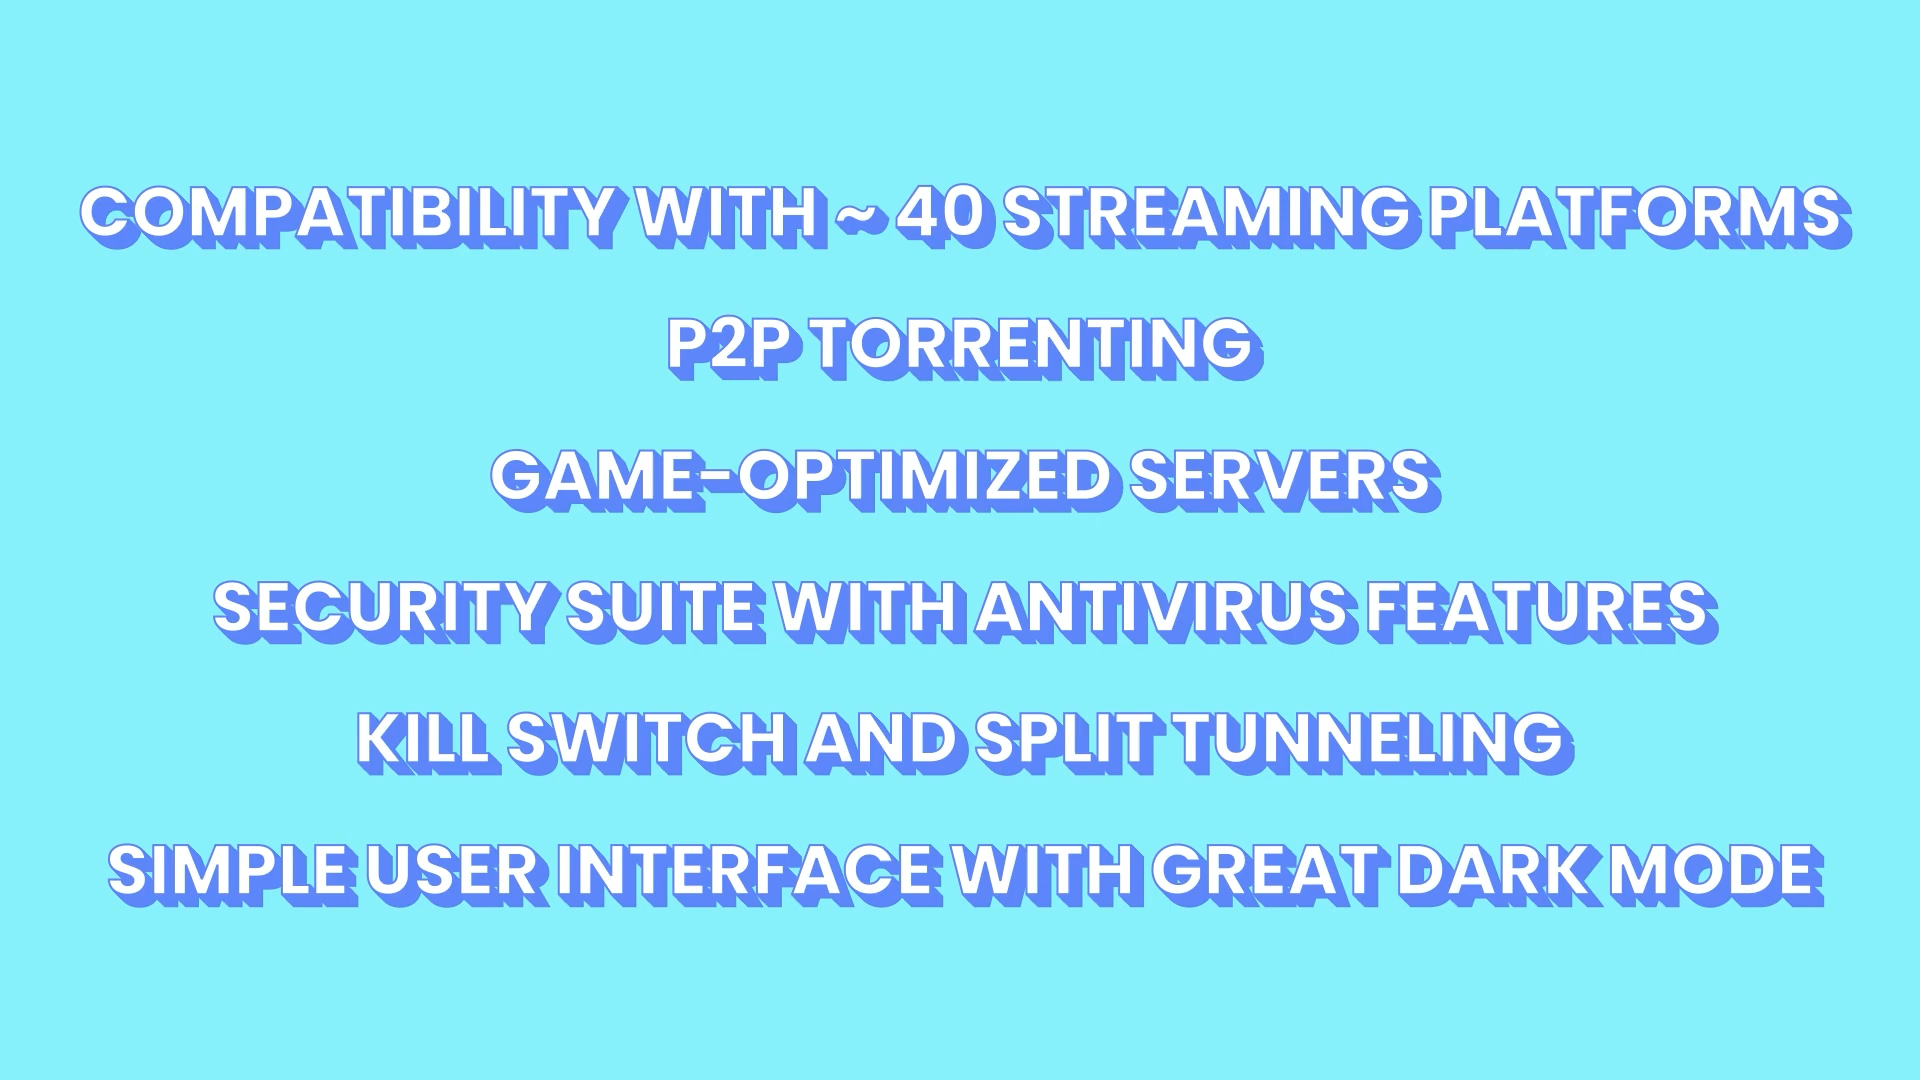 COMPATIBILITY WITH ~ 40 STREAMING PLATFORMS
P2P TORRENTING
GAME-OPTIMIZED SERVERS
SECURITY SUITE WITH ANTIVIRUS FEATURES
KILL SWITCH AND SPLIT TUNNELING
SIMPLE USER INTERFACE WITH GREAT DARK MODE